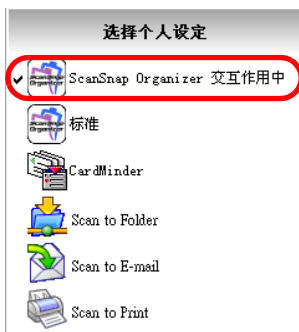 选择个人设定
ScanSnap Organizer 交互作用中
标准
CardMinder
Scan to Folder
Scan to E-mail
Scan to Print